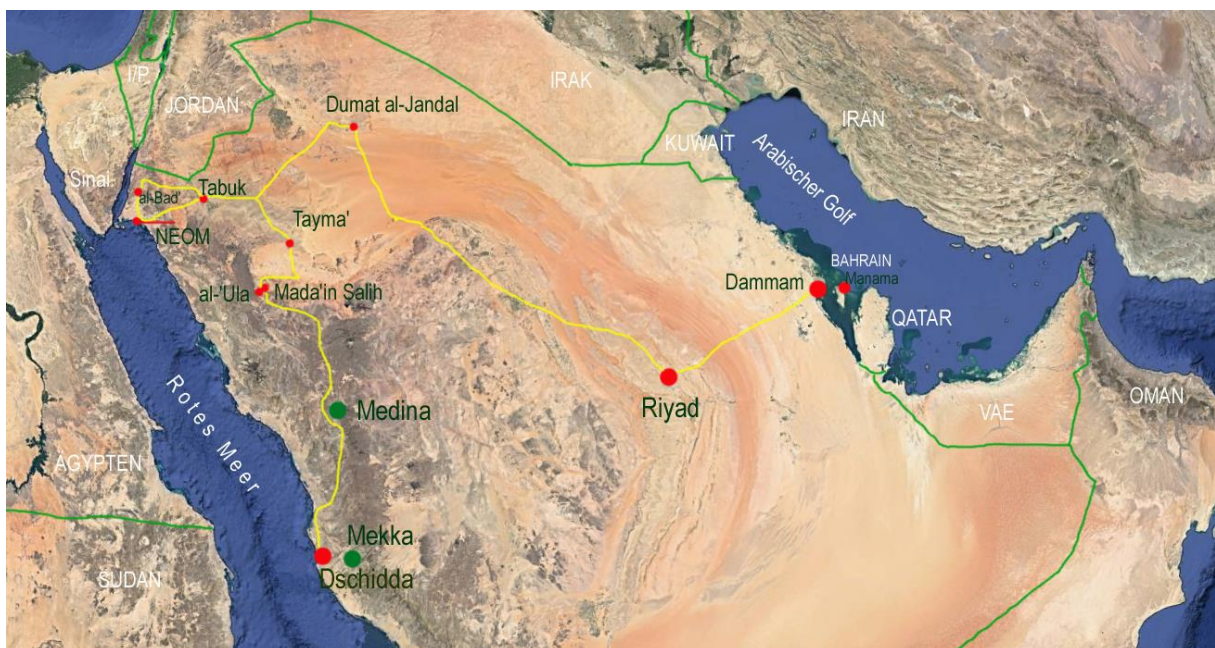 I/P.
JORDAN
IRAK
IRAN
Dumat al-Jandal
KUWAIT
Arabischer Golf
Sinai
al-Bad'
Tabuk
NEOM
Tayma'
al-'Ula
Mada'in Salih
Dammam
BAHRAIN
Manama
QATAR
Rotes Meer
Medina
Riyad
VAE
OMAN
ÄGYPTEN
Mekka
Dschidda
SUDAN